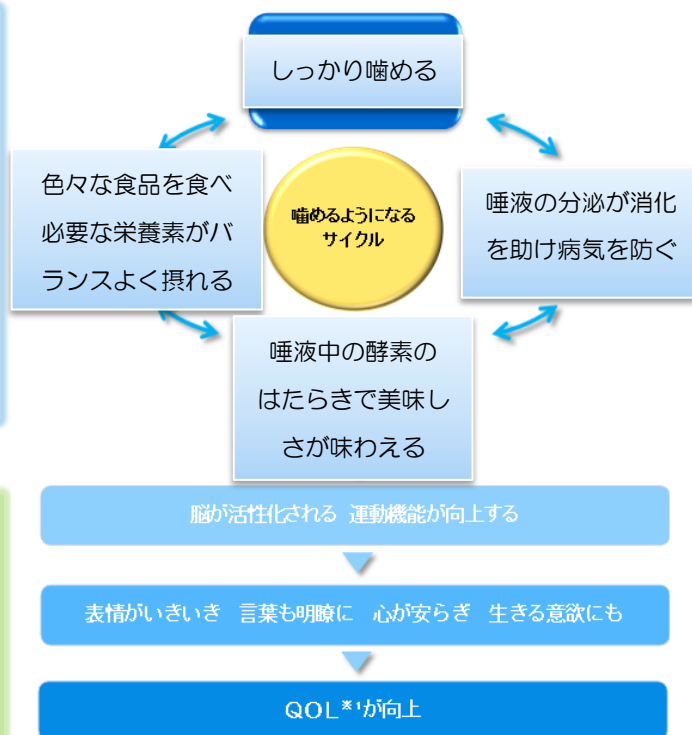 しっかり噛める
色々な食品を食べ
必要な栄養素がバ
ランスよく摂れる
噛めるようになる
サイクル
唾液の分泌が消化
を助け病気を防ぐ
唾液中の酵素の
はたらきで美味し
さが味わえる
脳が活性化される 運動機能が向上する
表情がいきいき 言葉も明瞭に 心が安らぎ 生きる意欲にも
QOL※1が向上